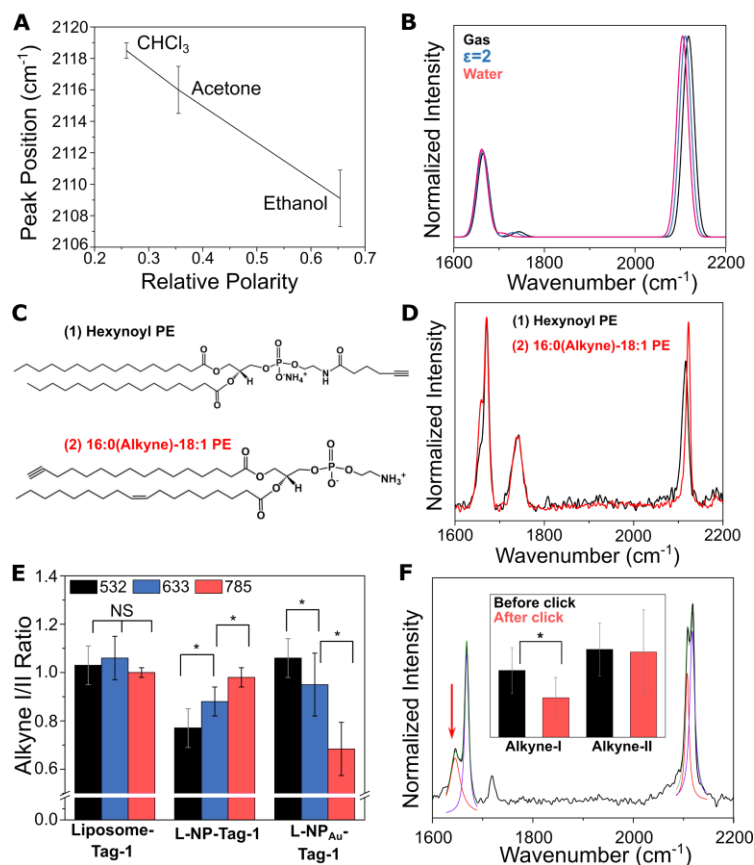 A
2120
2118
2116
2114
2112
2110
2108
2106
Peak Position (cm⁻¹)
CHCl₃
Acetone
Ethanol
0.2 0.3 0.4 0.5 0.6 0.7
Relative Polarity
B
Normalized Intensity
Gas
ε=2
Water
1600 1800 2000 2200
Wavenumber (cm⁻¹)
C
(1) Hexynoyl PE
O
O
O
O
O
H
O
P
O
O⁻NH₄⁺
O
N
H
O
(2) 16:0(Alkyne)-18:1 PE
O
O
O
O
H
O
O
P
O
O⁻
NH₃⁺
D
Normalized Intensity
(1) Hexynoyl PE
(2) 16:0(Alkyne)-18:1 PE
1600 1800 2000 2200
Wavenumber (cm⁻¹)
E
Alkyne I/II Ratio
1.4
1.2
1.0
0.8
0.6
0.0
532 633 785
NS
*
*
*
*
Liposome-
Tag-1
L-NP-Tag-1
L-NP_Au-
Tag-1
F
Normalized Intensity
Before click
After click
*
Alkyne-I Alkyne-II
1600 1800 2000 2200
Wavenumber (cm⁻¹)